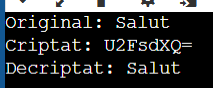 Original: Salut
Criptat: U2FsdXQ=
Decriptat: Salut